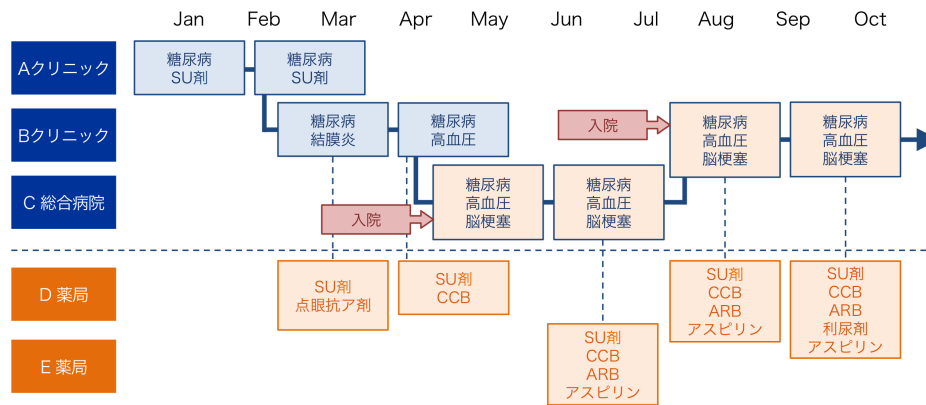 Jan Feb Mar Apr May Jun Jul Aug Sep Oct
Aクリニック
糖尿病
SU剤
糖尿病
SU剤
Bクリニック
糖尿病
結膜炎
糖尿病
高血圧
入院
糖尿病
高血圧
脳梗塞
糖尿病
高血圧
脳梗塞
C 総合病院
入院
糖尿病
高血圧
脳梗塞
糖尿病
高血圧
脳梗塞
D 薬局
SU剤
点眼抗ア剤
SU剤
CCB
SU剤
CCB
ARB
アスピリン
SU剤
CCB
ARB
利尿剤
アスピリン
E 薬局
SU剤
CCB
ARB
アスピリン